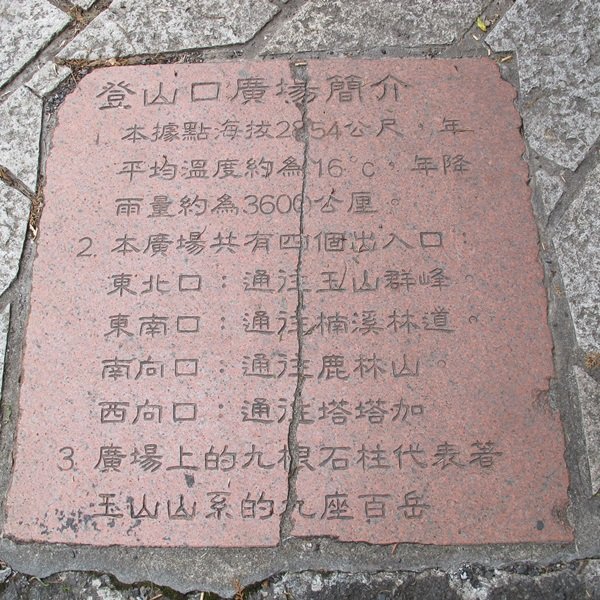 登山口廣場簡介
1. 本據點海拔2854公尺，年
平均溫度約為16°c，年降
雨量約為3600公厘。
2. 本廣場共有四個出入口：
東北口：通往玉山群峰。
東南口：通往楠溪林道。
南向口：通往鹿林山。
西向口：通往塔塔加
3. 廣場上的九根石柱代表著
玉山山系的九座百岳